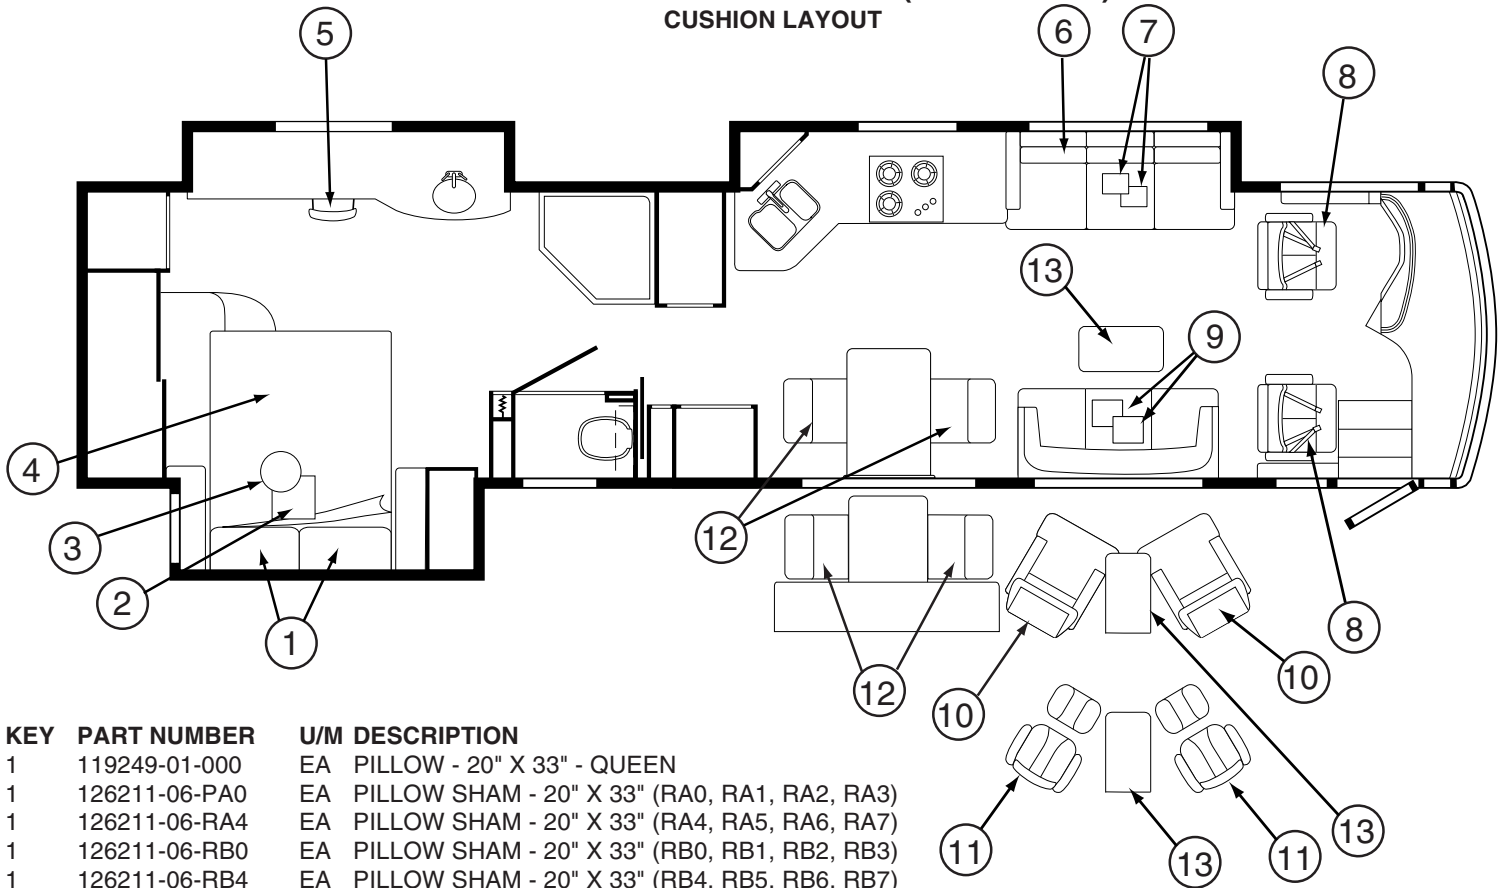 CUSHION LAYOUT
5
6
7
8
13
9
4
3
12
2
8
1
12
10
10
KEY PART NUMBER U/M DESCRIPTION
1 119249-01-000 EA PILLOW - 20" X 33" - QUEEN
1 126211-06-PA0 EA PILLOW SHAM - 20" X 33" (RA0, RA1, RA2, RA3)
1 126211-06-RA4 EA PILLOW SHAM - 20" X 33" (RA4, RA5, RA6, RA7)
1 126211-06-RB0 EA PILLOW SHAM - 20" X 33" (RB0, RB1, RB2, RB3)
1 126211-06-RB4 EA PILLOW SHAM - 20" X 33" (RB4, RB5, RB6, RB7)
13
11
13
11